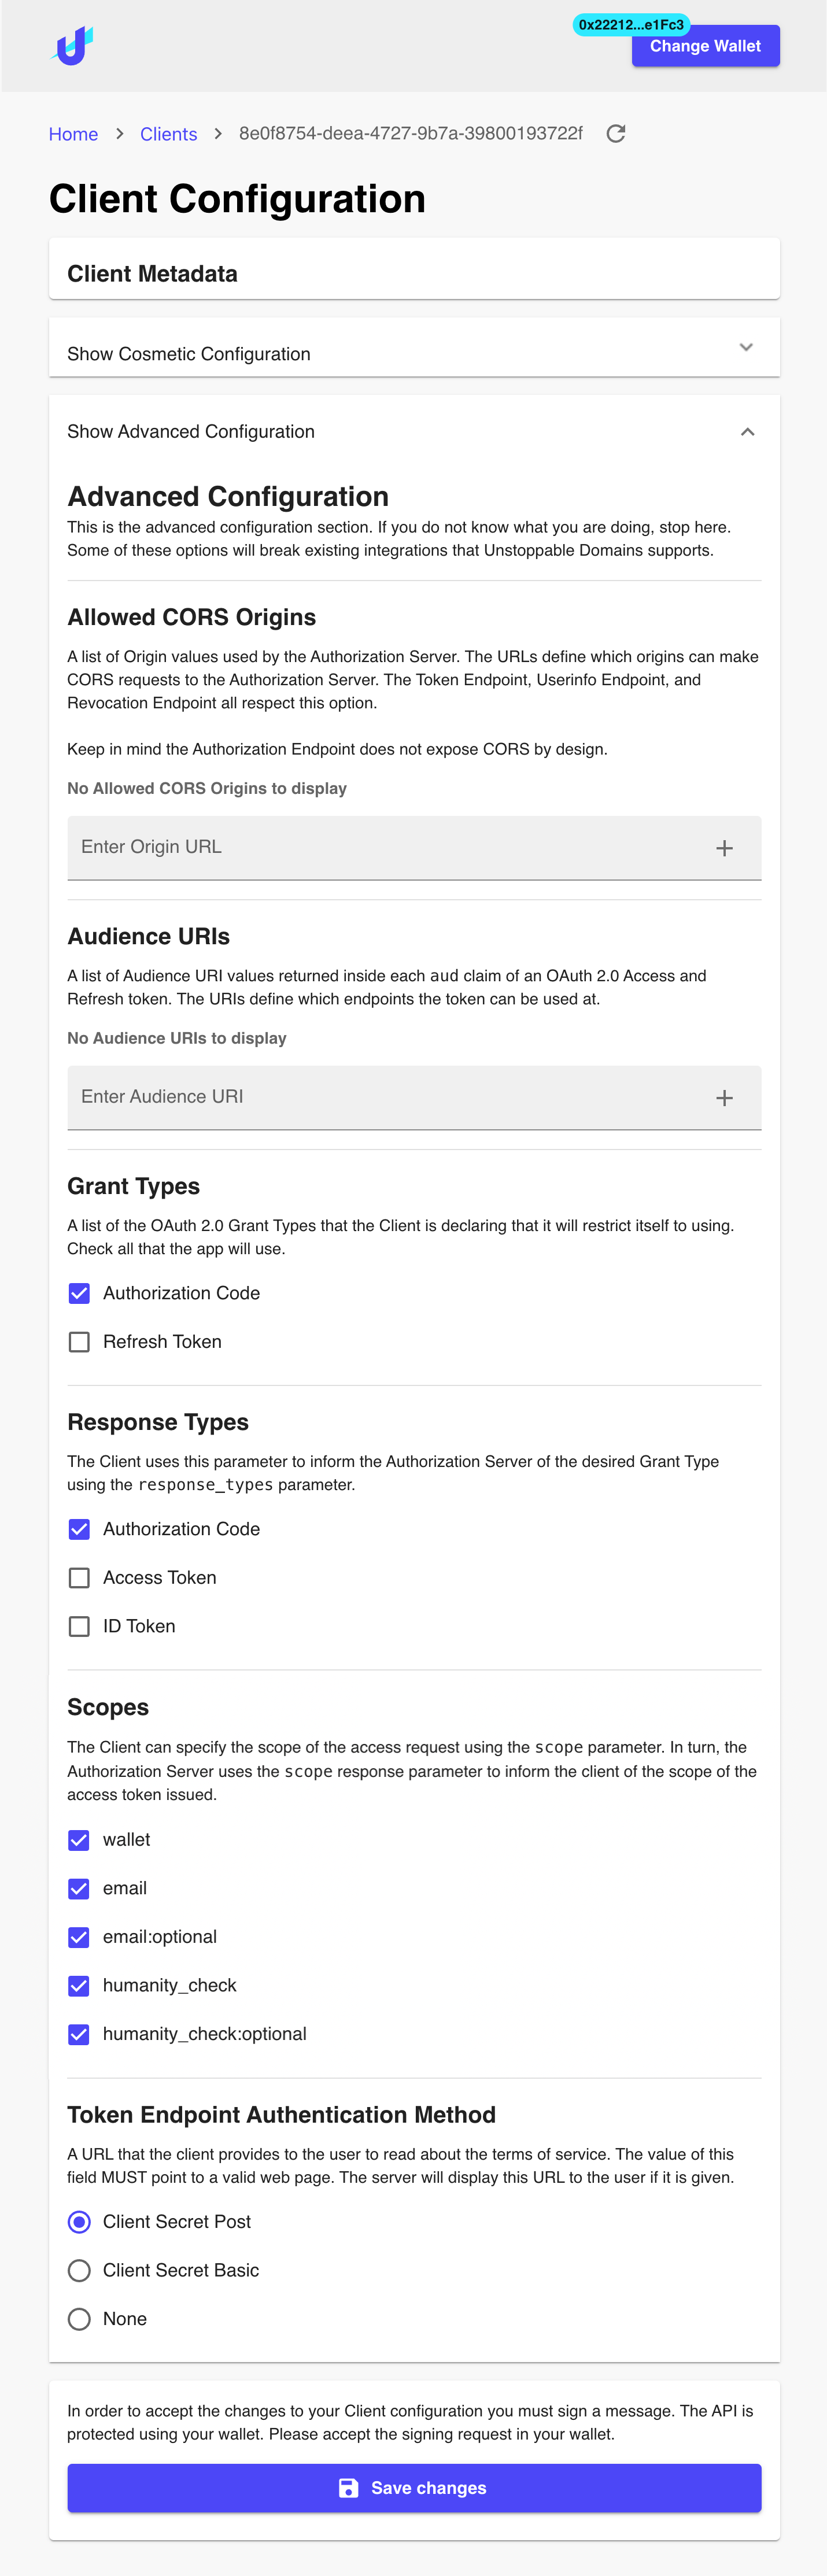 0x22212...e1Fc3
Change Wallet
Home > Clients > 8e0f8754-deea-4727-9b7a-39800193722f
Client Configuration
Client Metadata
Show Cosmetic Configuration
Show Advanced Configuration
Advanced Configuration
This is the advanced configuration section. If you do not know what you are doing, stop here.
Some of these options will break existing integrations that Unstoppable Domains supports.
Allowed CORS Origins
A list of Origin values used by the Authorization Server. The URLs define which origins can make
CORS requests to the Authorization Server. The Token Endpoint, Userinfo Endpoint, and
Revocation Endpoint all respect this option.
Keep in mind the Authorization Endpoint does not expose CORS by design.
No Allowed CORS Origins to display
Enter Origin URL
Audience URIs
A list of Audience URI values returned inside each aud claim of an OAuth 2.0 Access and
Refresh token. The URIs define which endpoints the token can be used at.
No Audience URIs to display
Enter Audience URI
Grant Types
A list of the OAuth 2.0 Grant Types that the Client is declaring that it will restrict itself to using.
Check all that the app will use.
Authorization Code
Refresh Token
Response Types
The Client uses this parameter to inform the Authorization Server of the desired Grant Type
using the response_types parameter.
Authorization Code
Access Token
ID Token
Scopes
The Client can specify the scope of the access request using the scope parameter. In turn, the
Authorization Server uses the scope response parameter to inform the client of the scope of the
access token issued.
wallet
email
email:optional
humanity_check
humanity_check:optional
Token Endpoint Authentication Method
A URL that the client provides to the user to read about the terms of service. The value of this
field MUST point to a valid web page. The server will display this URL to the user if it is given.
Client Secret Post
Client Secret Basic
None
In order to accept the changes to your Client configuration you must sign a message. The API is
protected using your wallet. Please accept the signing request in your wallet.
Save changes